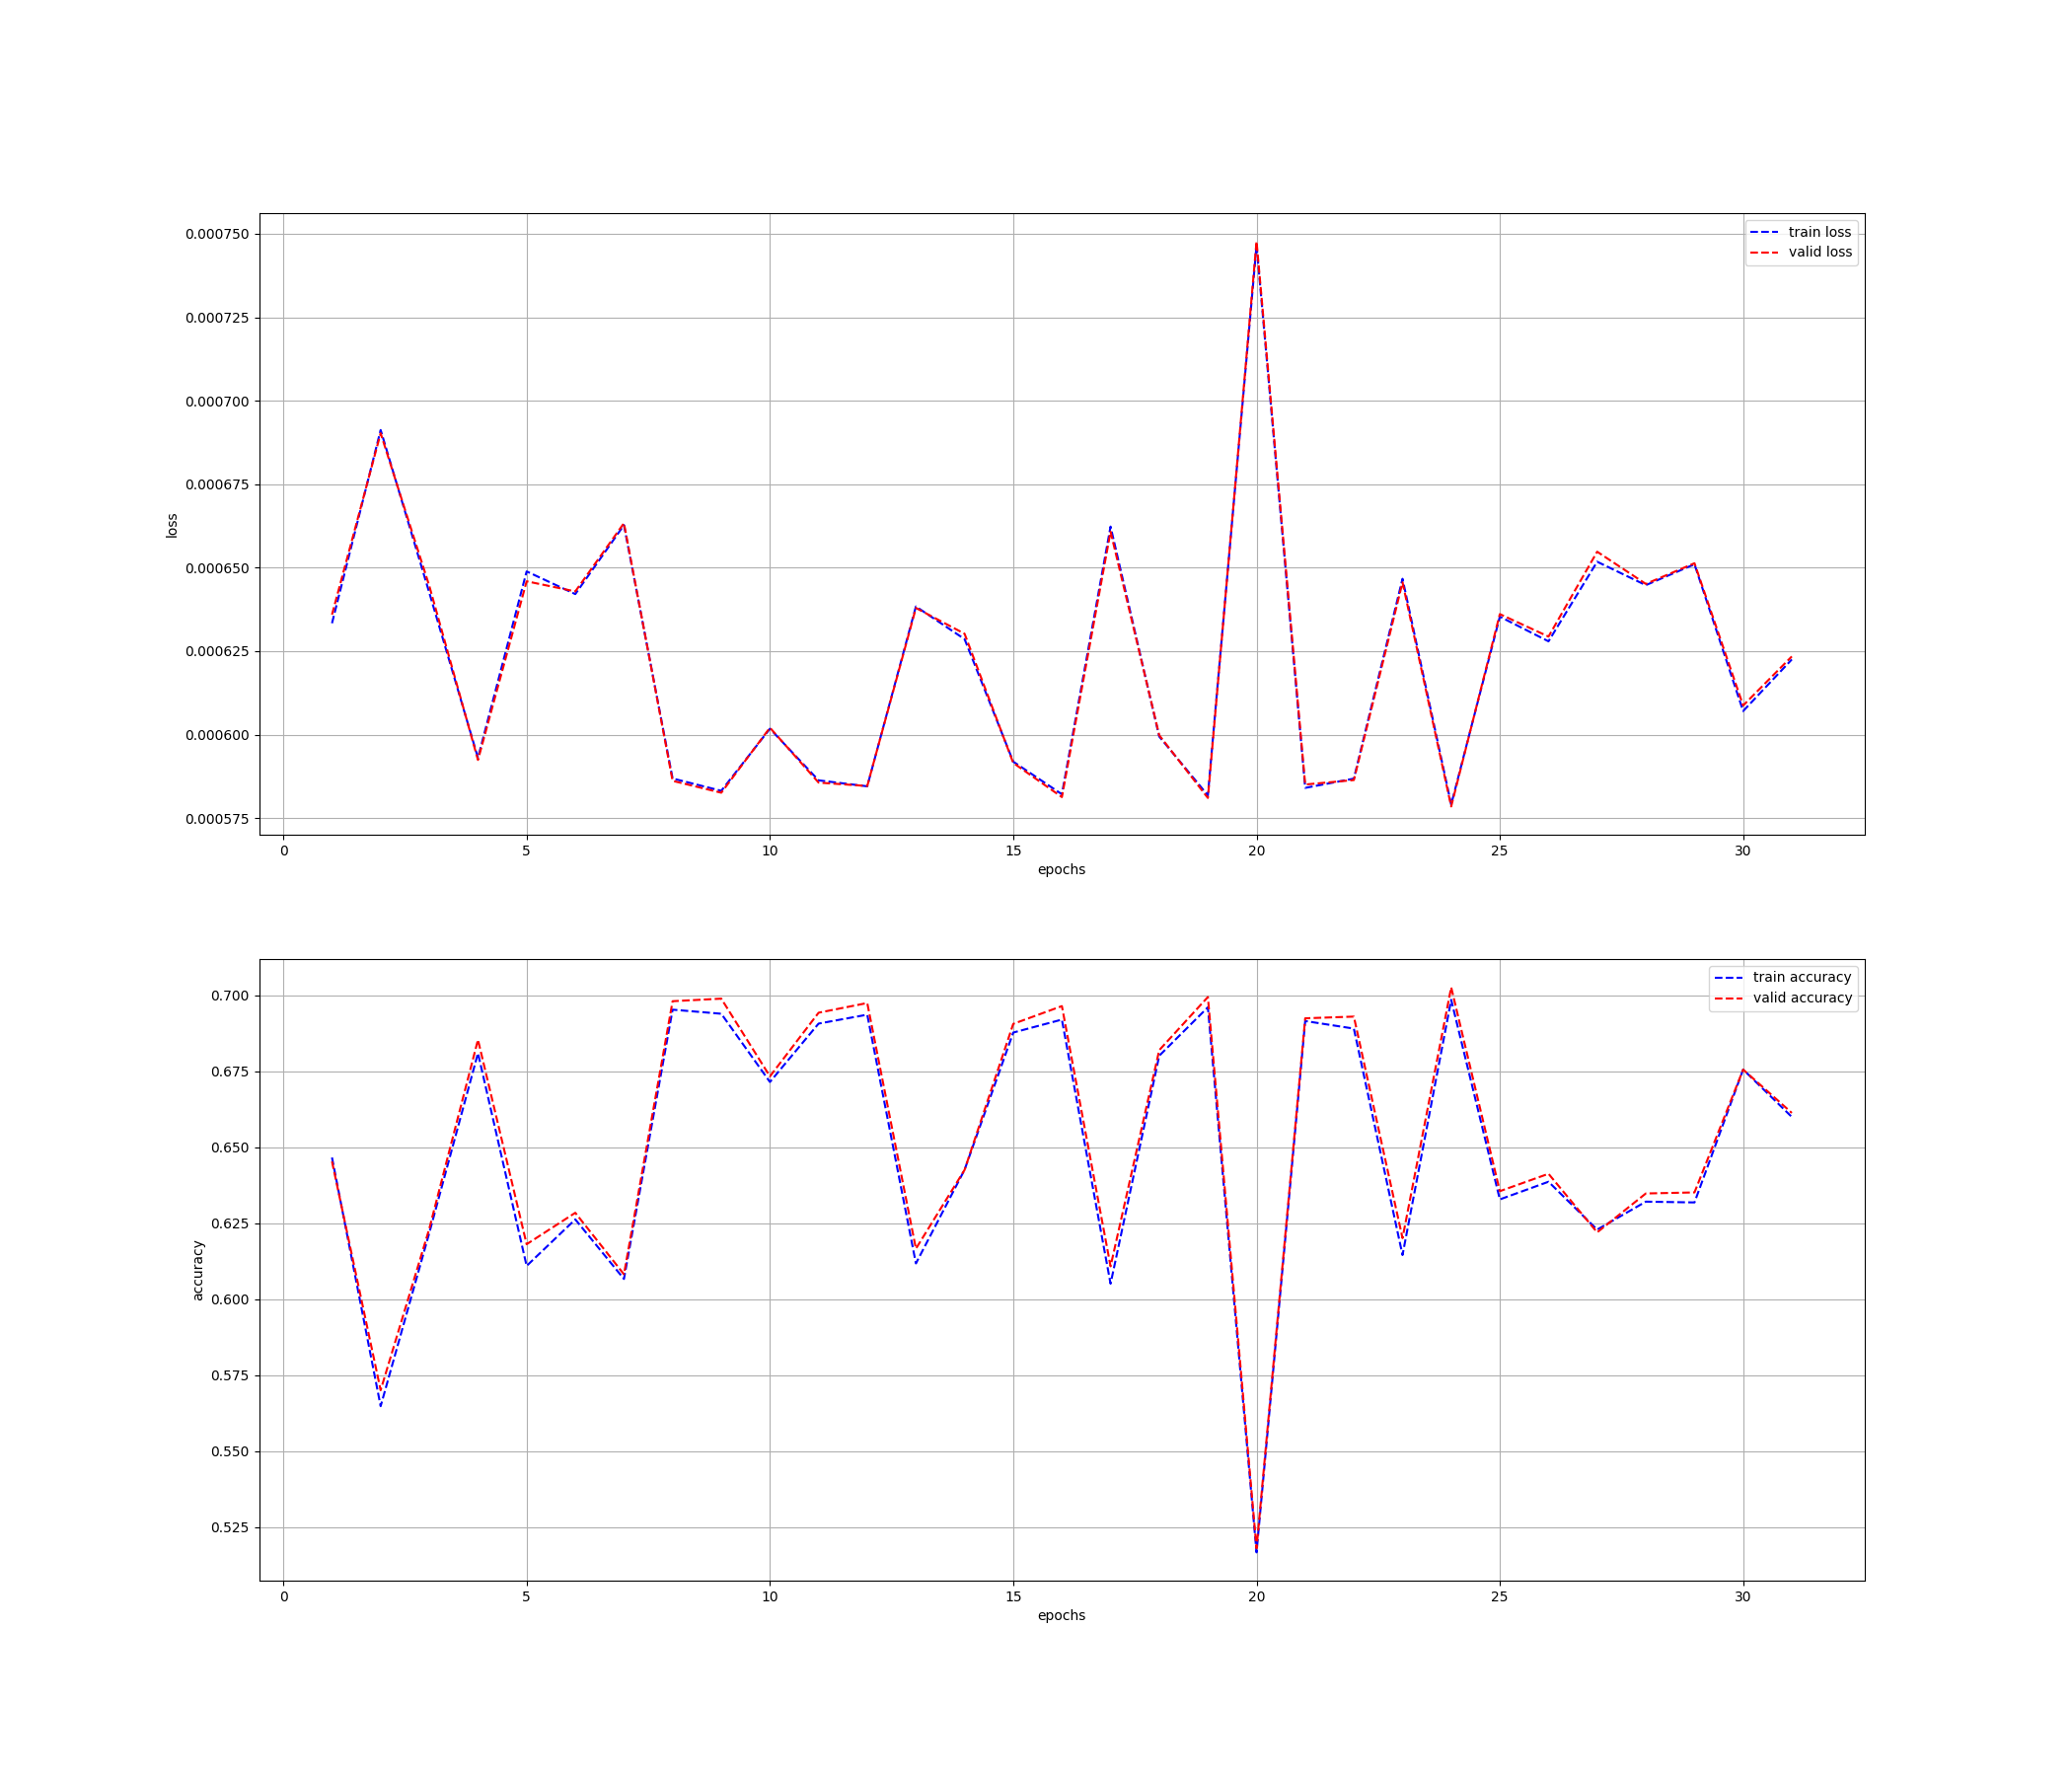 0.000750
0.000725
0.000700
0.000675
0.000650
0.000625
0.000600
0.000575
loss
train loss
valid loss
0 5 10 15 20 25 30
epochs
0.700
0.675
0.650
0.625
0.600
0.575
0.550
0.525
accuracy
train accuracy
valid accuracy
0 5 10 15 20 25 30
epochs